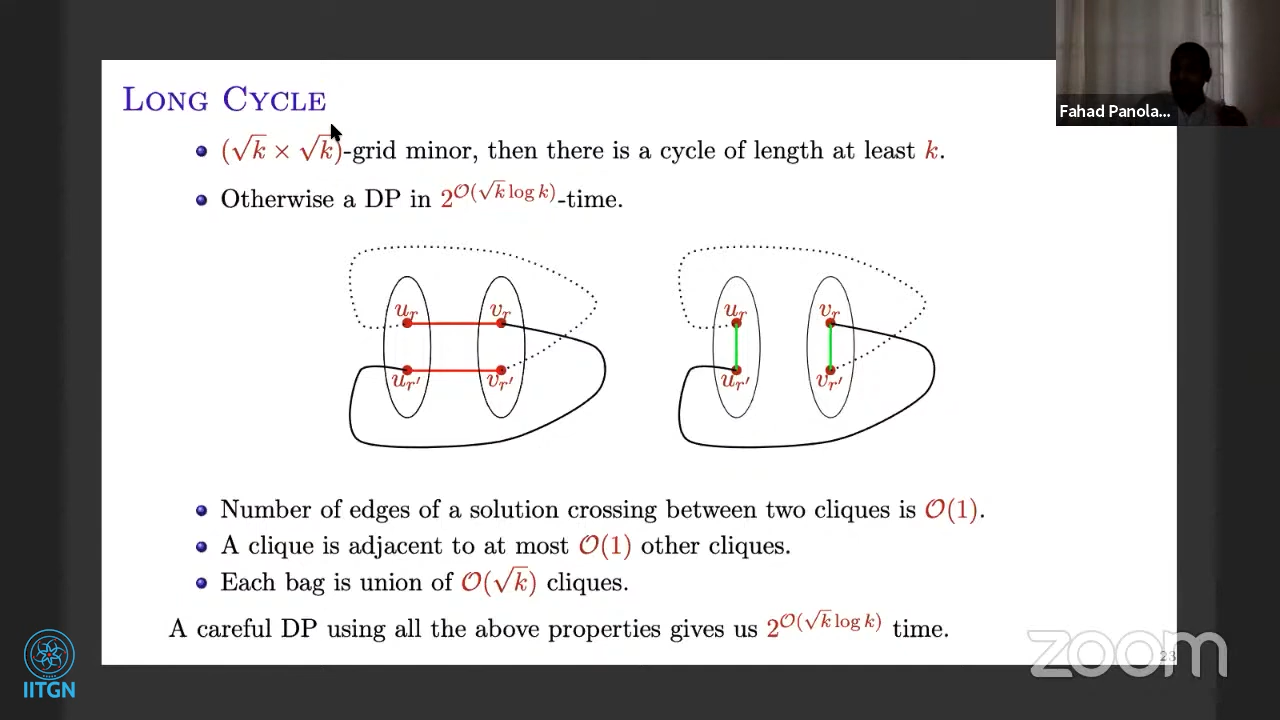 Fahad Panola...
LONG CYCLE
(√k × √k)-grid minor, then there is a cycle of length at least k.
Otherwise a DP in 2^{O(√k log k)}-time.
u_r v_r u_r v_r
u_{r'} v_{r'} u_{r'} v_{r'}
Number of edges of a solution crossing between two cliques is O(1).
A clique is adjacent to at most O(1) other cliques.
Each bag is union of O(√k) cliques.
A careful DP using all the above properties gives us 2^{O(√k log k)} time.
23
zoom
IITGN